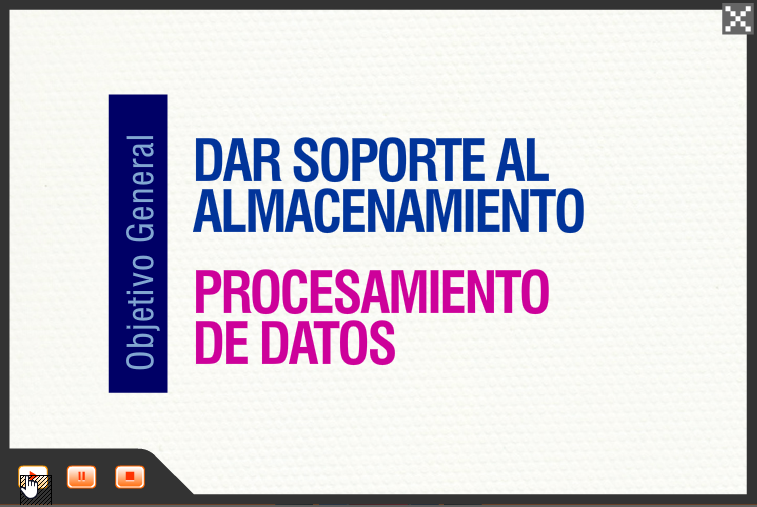 Objetivo General
DAR SOPORTE AL
ALMACENAMIENTO
PROCESAMIENTO
DE DATOS